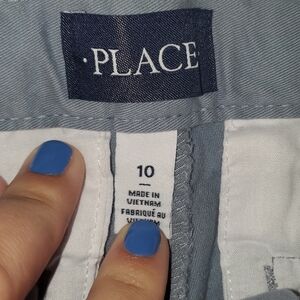 ·PLACE
10
MADE IN
VIETNAM
FABRIQUÉ AU